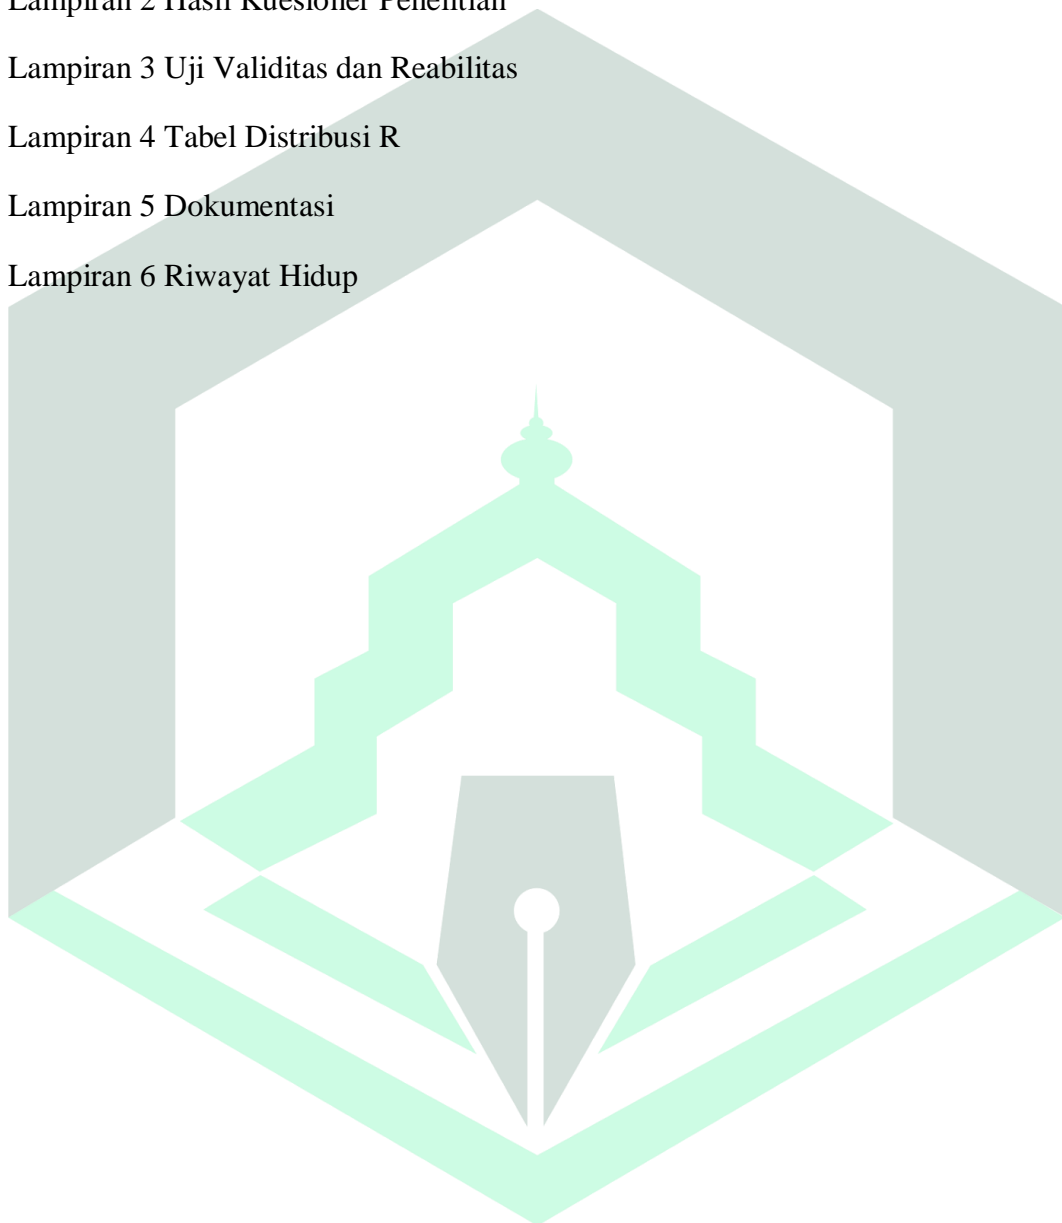 Lampiran 2 Hasil Kuesioner Penelitian
Lampiran 3 Uji Validitas dan Reabilitas
Lampiran 4 Tabel Distribusi R
Lampiran 5 Dokumentasi
Lampiran 6 Riwayat Hidup